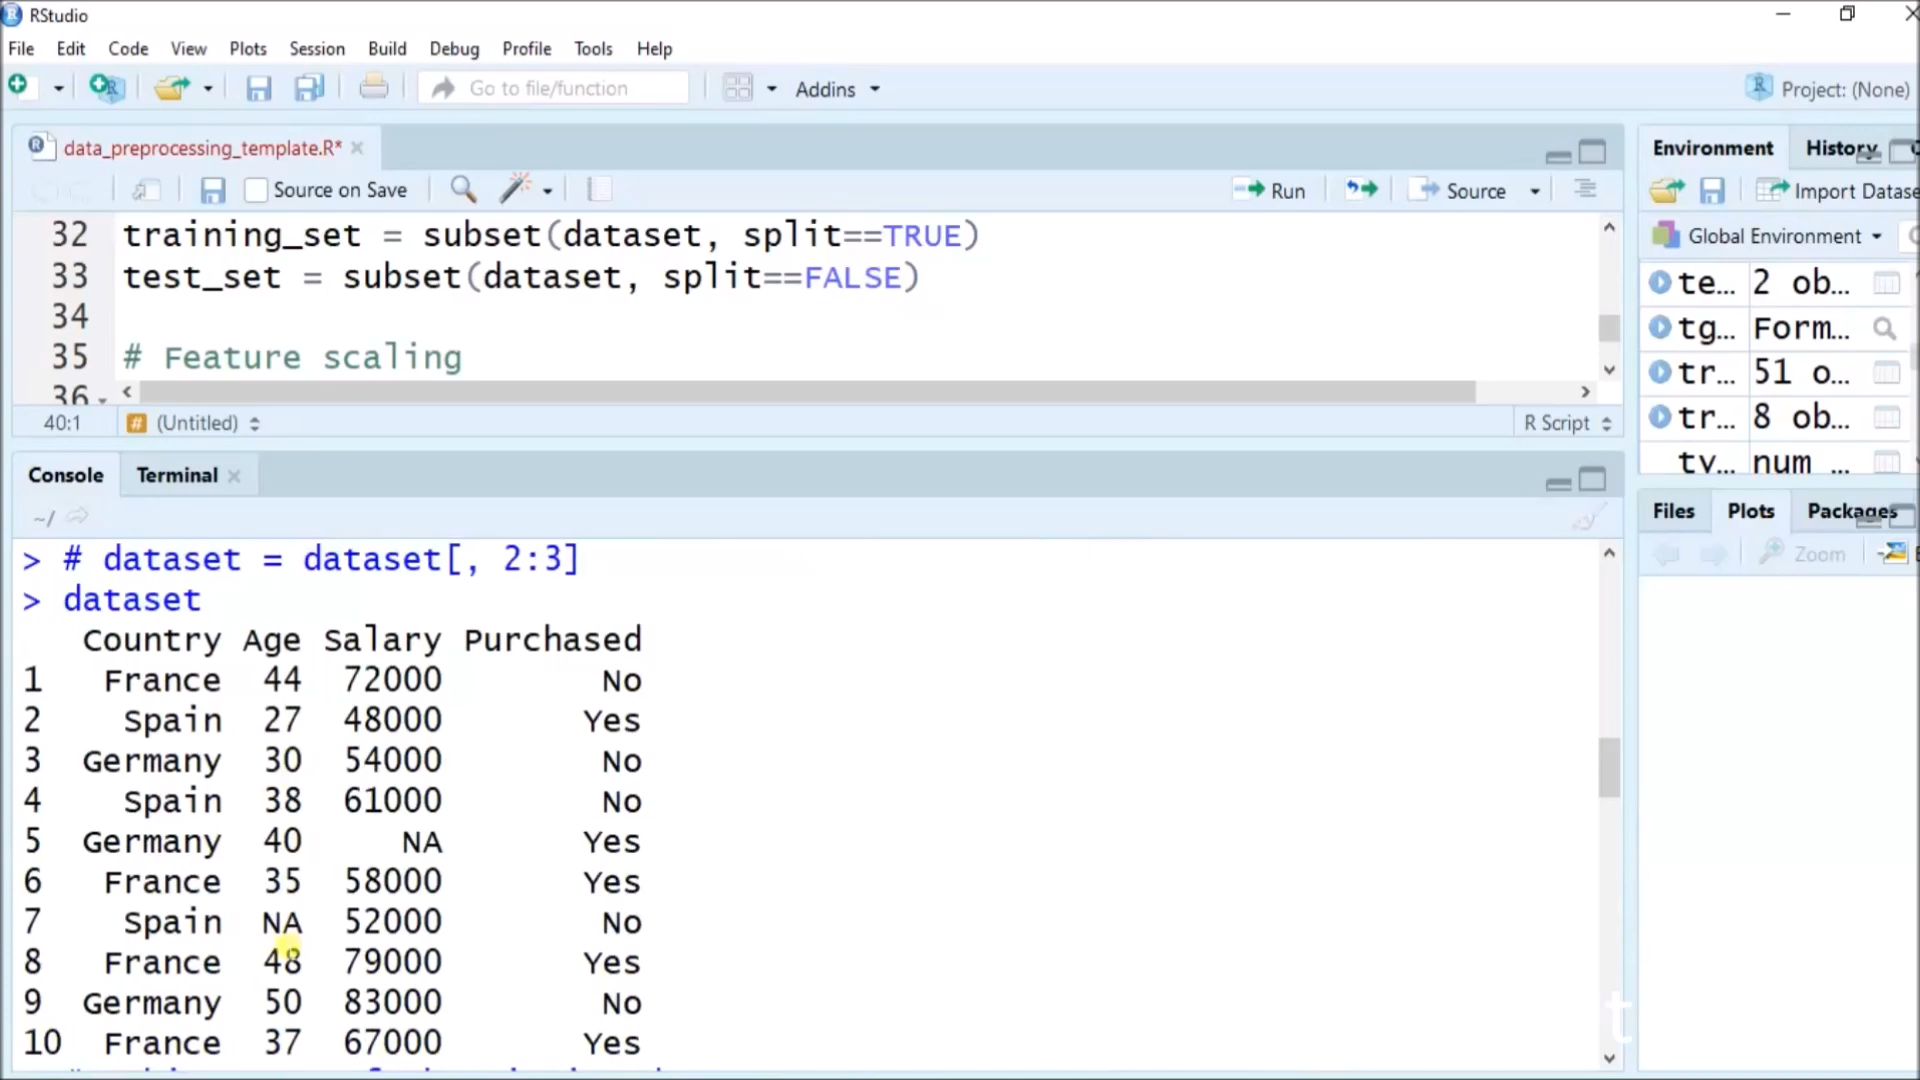 RStudio
File Edit Code View Plots Session Build Debug Profile Tools Help
Go to file/function Addins Project: (None)
data_preprocessing_template.R*
Source on Save Run Source
32 training_set = subset(dataset, split==TRUE)
33 test_set = subset(dataset, split==FALSE)
34
35 # Feature scaling
36
40:1 (Untitled) R Script
Console Terminal
~/
> # dataset = dataset[, 2:3]
> dataset
Country Age Salary Purchased
1 France 44 72000 No
2 Spain 27 48000 Yes
3 Germany 30 54000 No
4 Spain 38 61000 No
5 Germany 40 NA Yes
6 France 35 58000 Yes
7 Spain NA 52000 No
8 France 48 79000 Yes
9 Germany 50 83000 No
10 France 37 67000 Yes
Environment History
Import Datase
Global Environment
te... 2 ob...
tg... Form...
tr... 51 o...
tr... 8 ob...
ty... num ...
Files Plots Packages
Zoom
t